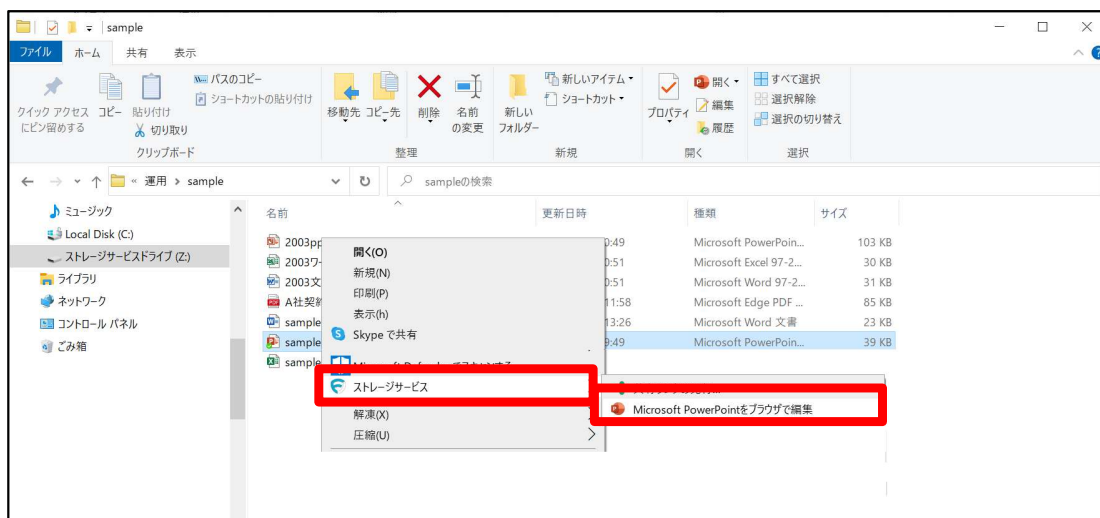 sample
ファイル ホーム 共有 表示
クイック アクセス
にピン留めする
コピー
貼り付け
パスのコピー
ショートカットの貼り付け
切り取り
クリップボード
移動先 コピー先 削除 名前
の変更
整理
新しい
フォルダー
新しいアイテム
ショートカット
新規
プロパティ
開く
編集
履歴
開く
すべて選択
選択解除
選択の切り替え
選択
« 運用 › sample
sampleの検索
ミュージック
Local Disk (C:)
ストレージサービスドライブ (Z:)
ライブラリ
ネットワーク
コントロール パネル
ごみ箱
名前 更新日時 種類 サイズ
2003pp 0:49 Microsoft PowerPoin... 103 KB
2003ワ 0:51 Microsoft Excel 97-2... 30 KB
2003文 0:51 Microsoft Word 97-2... 31 KB
A社契約 11:58 Microsoft Edge PDF ... 85 KB
sample 13:26 Microsoft Word 文書 23 KB
sample 9:49 Microsoft PowerPoin... 39 KB
sample
開く(O)
新規(N)
印刷(P)
表示(h)
Skype で共有
ストレージサービス
Microsoft PowerPointをブラウザで編集
解凍(X)
圧縮(U)